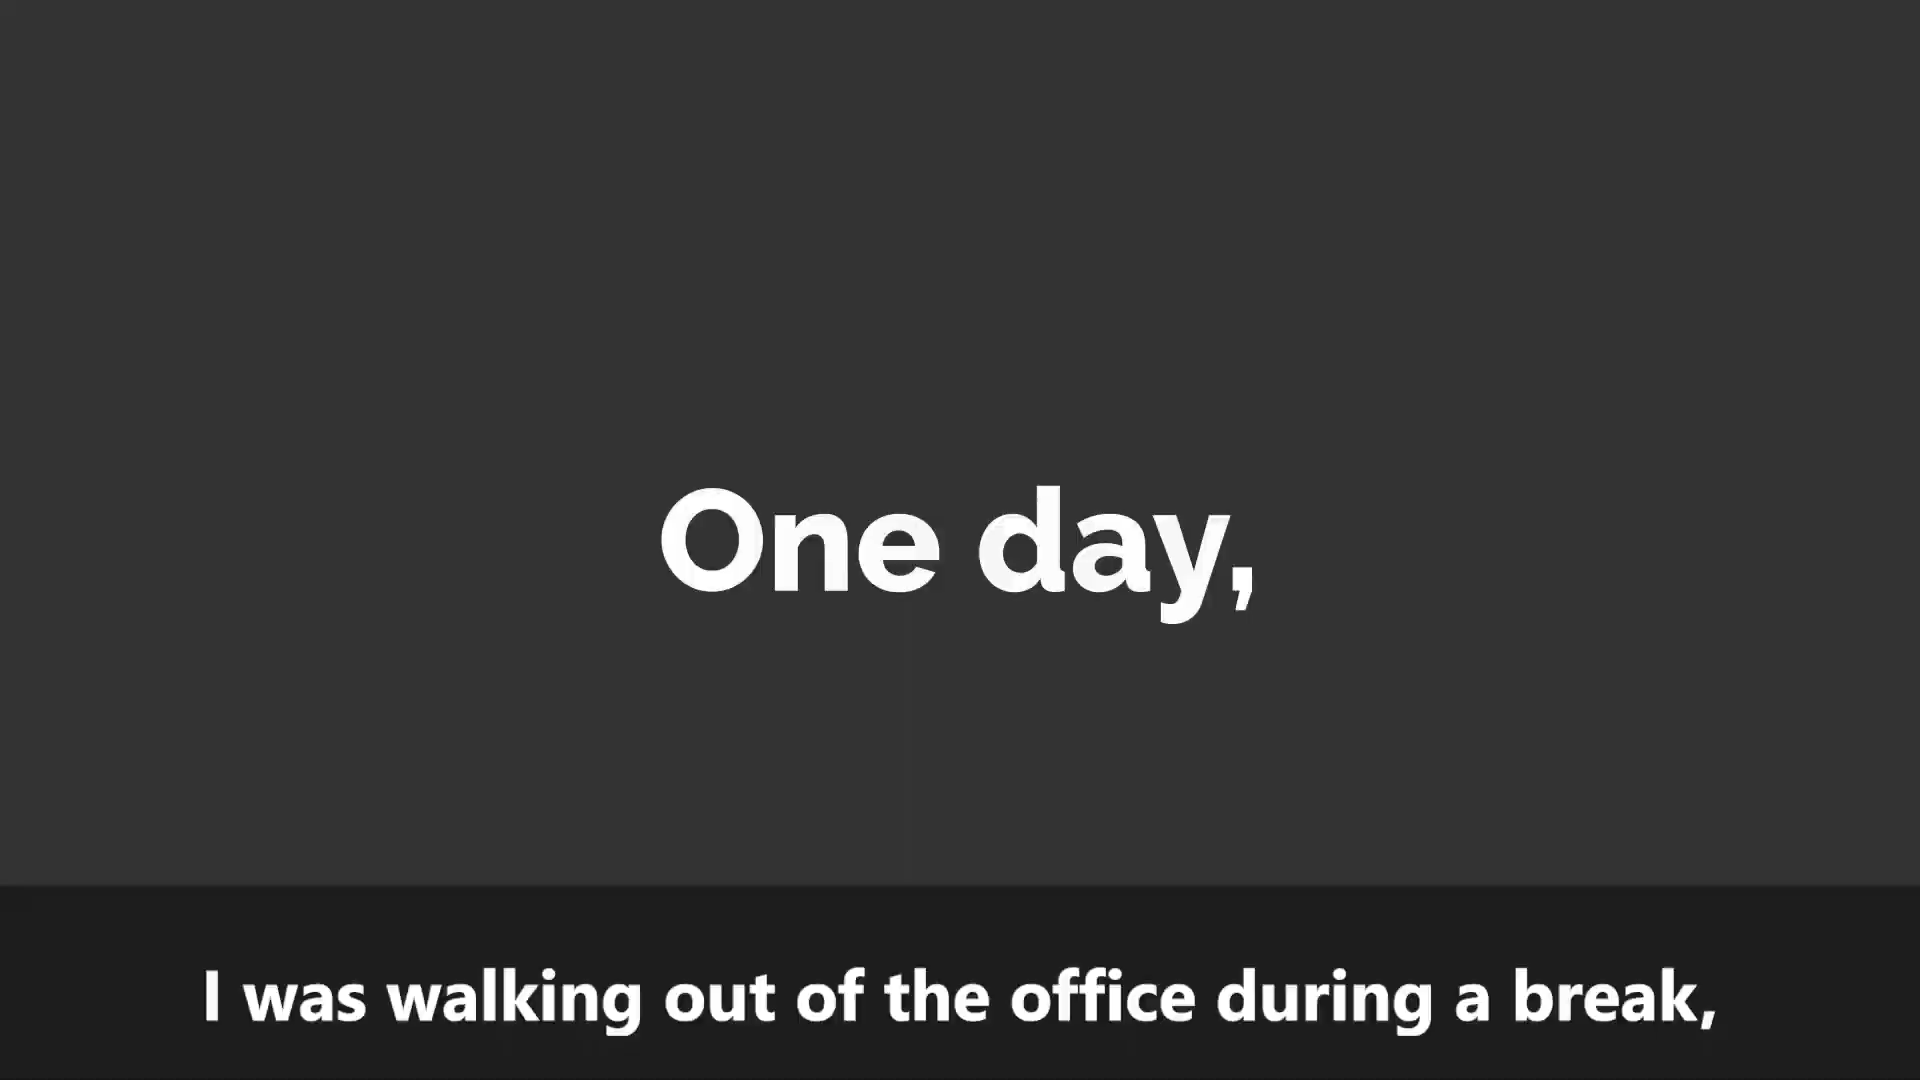 One day,
I was walking out of the office during a break,